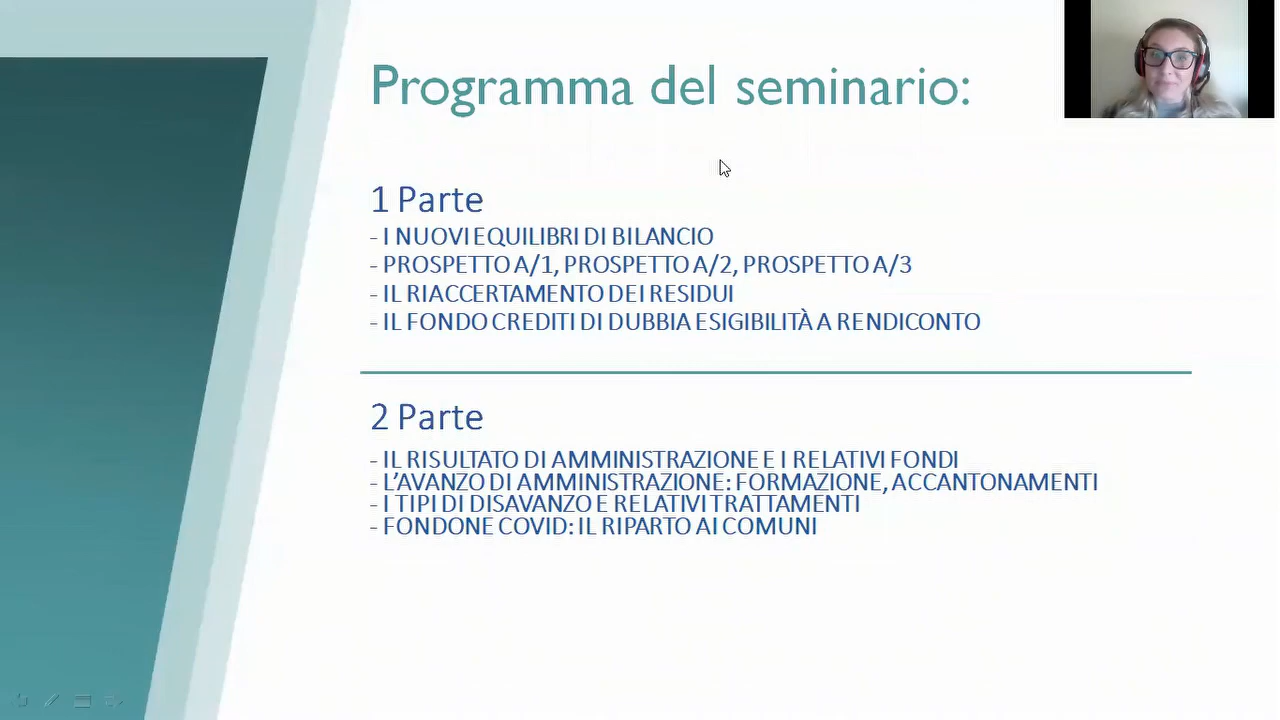 Programma del seminario:
1 Parte
- I NUOVI EQUILIBRI DI BILANCIO
- PROSPETTO A/1, PROSPETTO A/2, PROSPETTO A/3
- IL RIACCERTAMENTO DEI RESIDUI
- IL FONDO CREDITI DI DUBBIA ESIGIBILITÀ A RENDICONTO
2 Parte
- IL RISULTATO DI AMMINISTRAZIONE E I RELATIVI FONDI
- L'AVANZO DI AMMINISTRAZIONE: FORMAZIONE, ACCANTONAMENTI
- I TIPI DI DISAVANZO E RELATIVI TRATTAMENTI
- FONDONE COVID: IL RIPARTO AI COMUNI